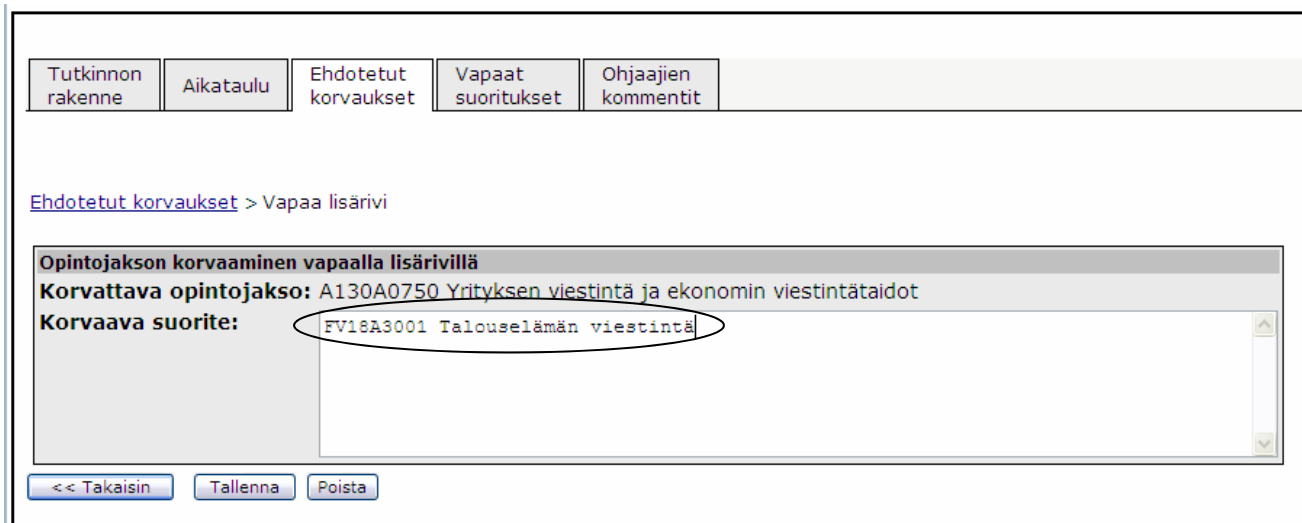 Tutkinnon rakenne
Aikataulu
Ehdotetut korvaukset
Vapaat suoritukset
Ohjaajien kommentit
Ehdotetut korvaukset > Vapaa lisärivi
Opintojakson korvaaminen vapaalla lisärivillä
Korvattava opintojakso: A130A0750 Yrityksen viestintä ja ekonomin viestintätaidot
Korvaava suorite: FV18A3001 Talouselämän viestintä
<< Takaisin Tallenna Poista